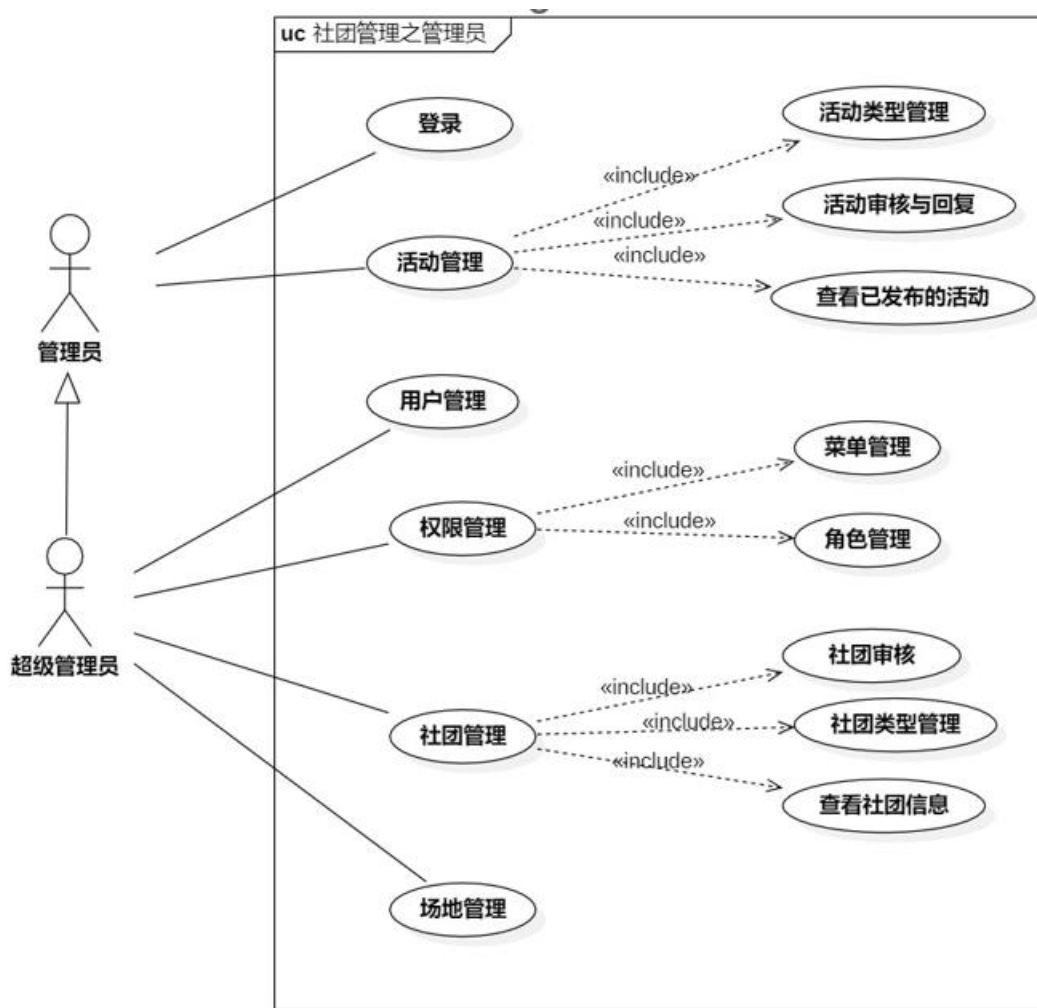 uc 社团管理之管理员
登录
活动类型管理
«include»
活动审核与回复
«include»
活动管理
«include»
查看已发布的活动
管理员
用户管理
菜单管理
«include»
权限管理
«include»
角色管理
超级管理员
社团审核
«include»
社团管理
«include»
社团类型管理
«include»
查看社团信息
场地管理